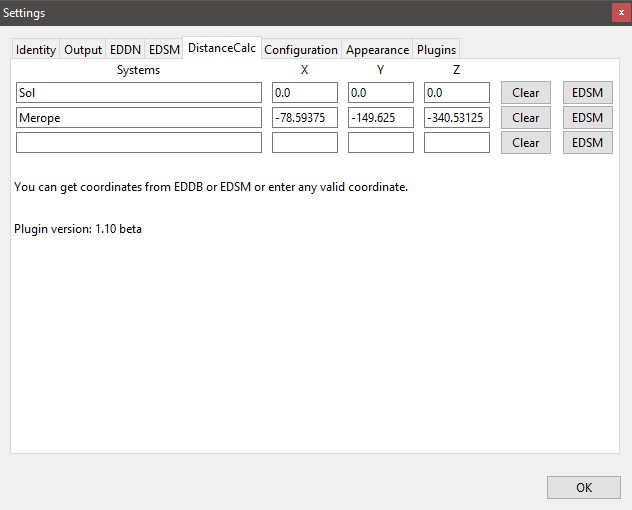 Settings
x
Identity Output EDDN EDSM DistanceCalc Configuration Appearance Plugins
Systems X Y Z
Sol 0.0 0.0 0.0 Clear EDSM
Merope -78.59375 -149.625 -340.53125 Clear EDSM
Clear EDSM
You can get coordinates from EDDB or EDSM or enter any valid coordinate.
Plugin version: 1.10 beta
OK